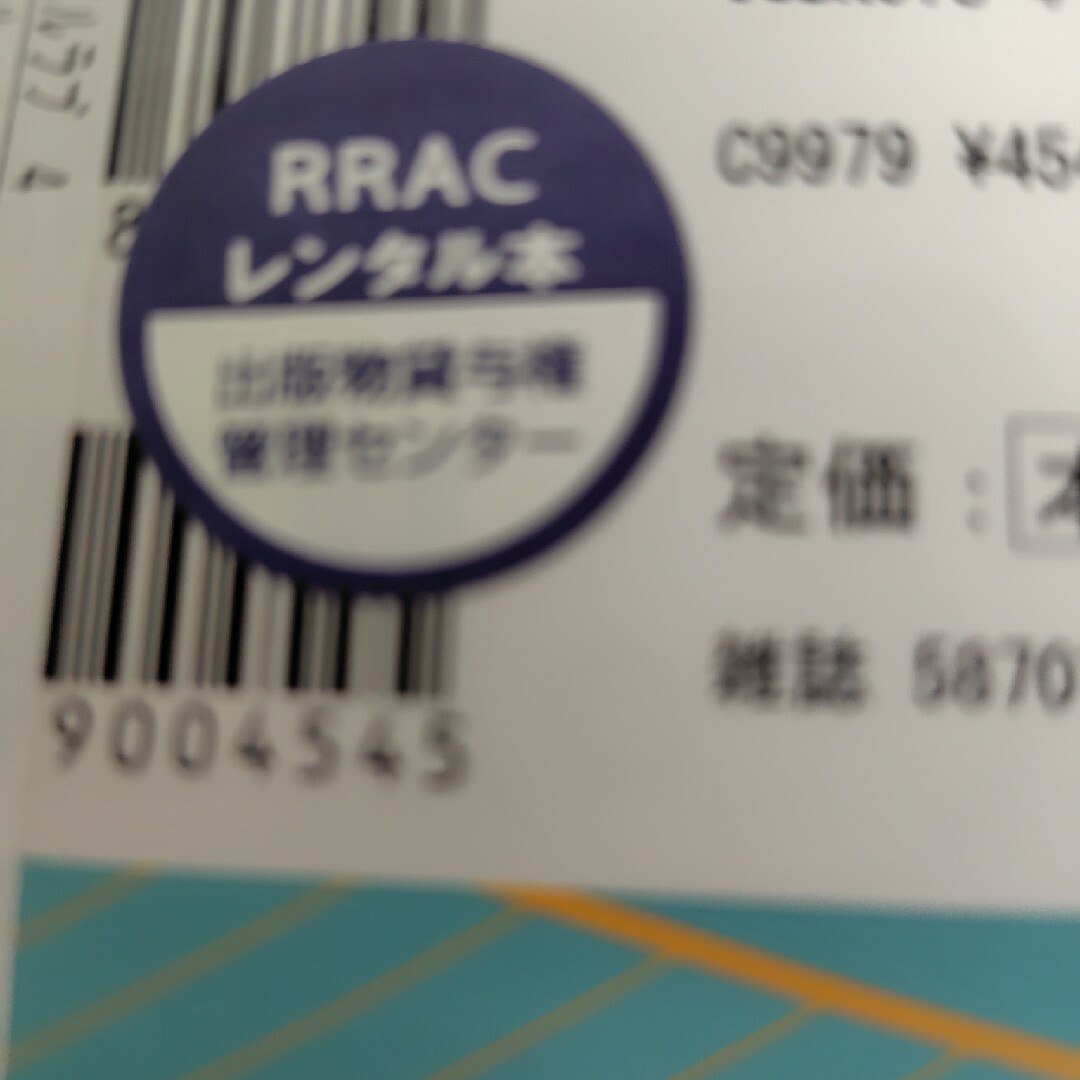 RRAC
レンタル本
出版物貸与権
管理センター
C9979 ¥454
定価：
雑誌 5870
9004545